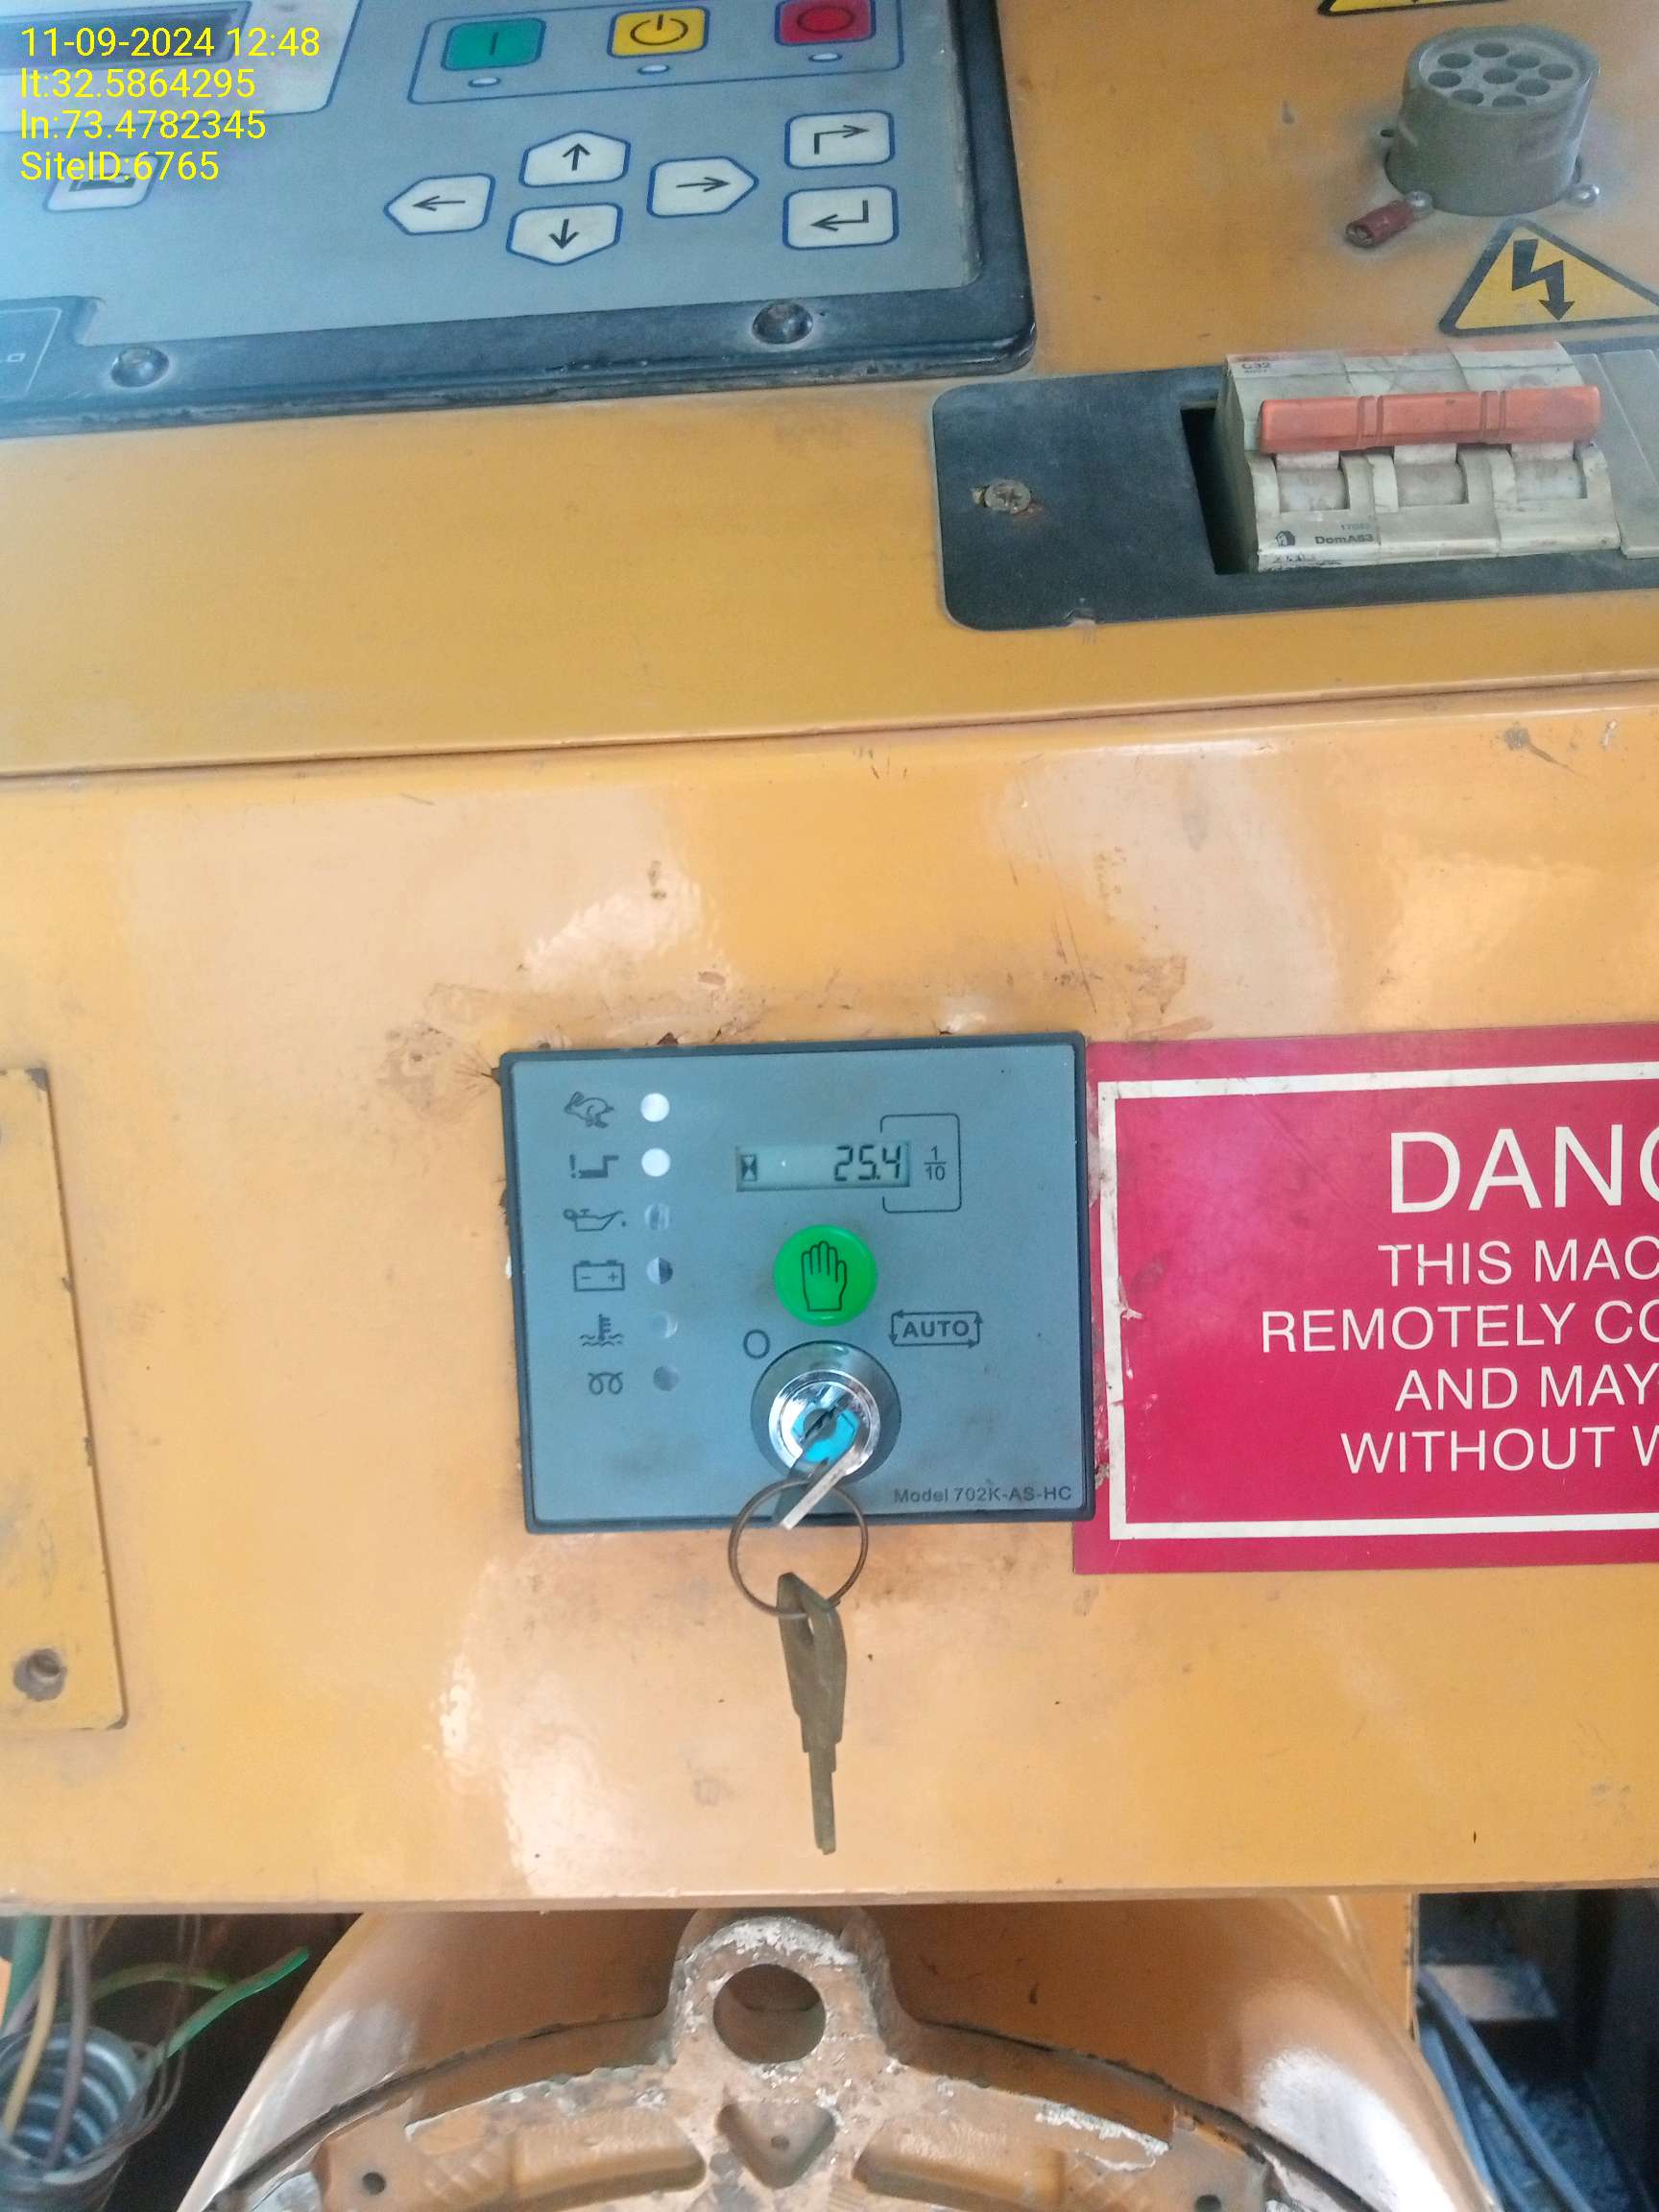 11-09-2024 12:48
lt:32.5864295
ln:73.4782345
SiteID:6765
C32
DomA53
25.4
1
10
O
AUTO
Model 702K-AS-HC
DANG
THIS MAC
REMOTELY CO
AND MAY
WITHOUT W